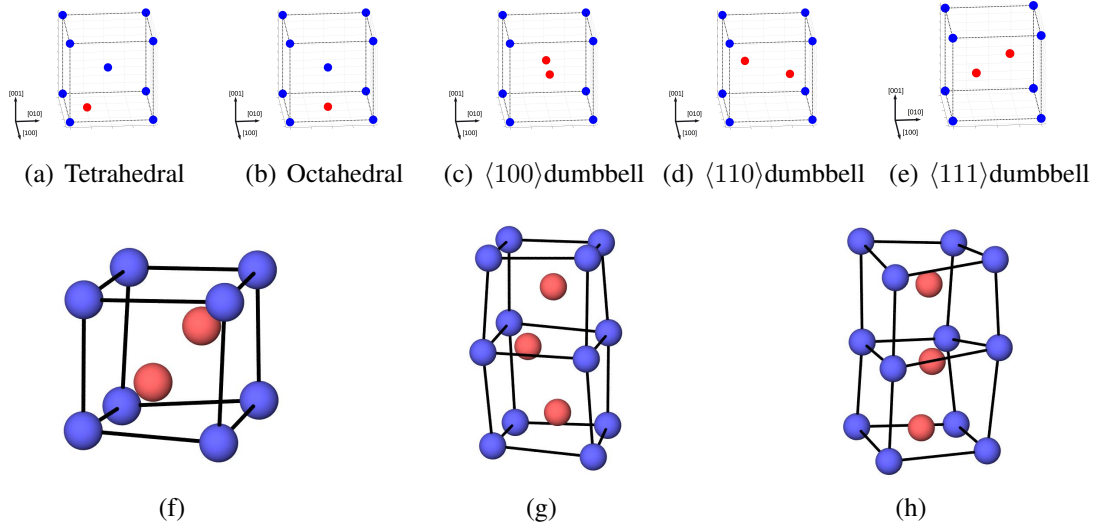 [001]
[010]
[100]
[001]
[010]
[100]
[001]
[010]
[100]
[001]
[010]
[100]
[001]
[010]
[100]
(a) Tetrahedral
(b) Octahedral
(c) ⟨100⟩dumbbell
(d) ⟨110⟩dumbbell
(e) ⟨111⟩dumbbell
(f)
(g)
(h)